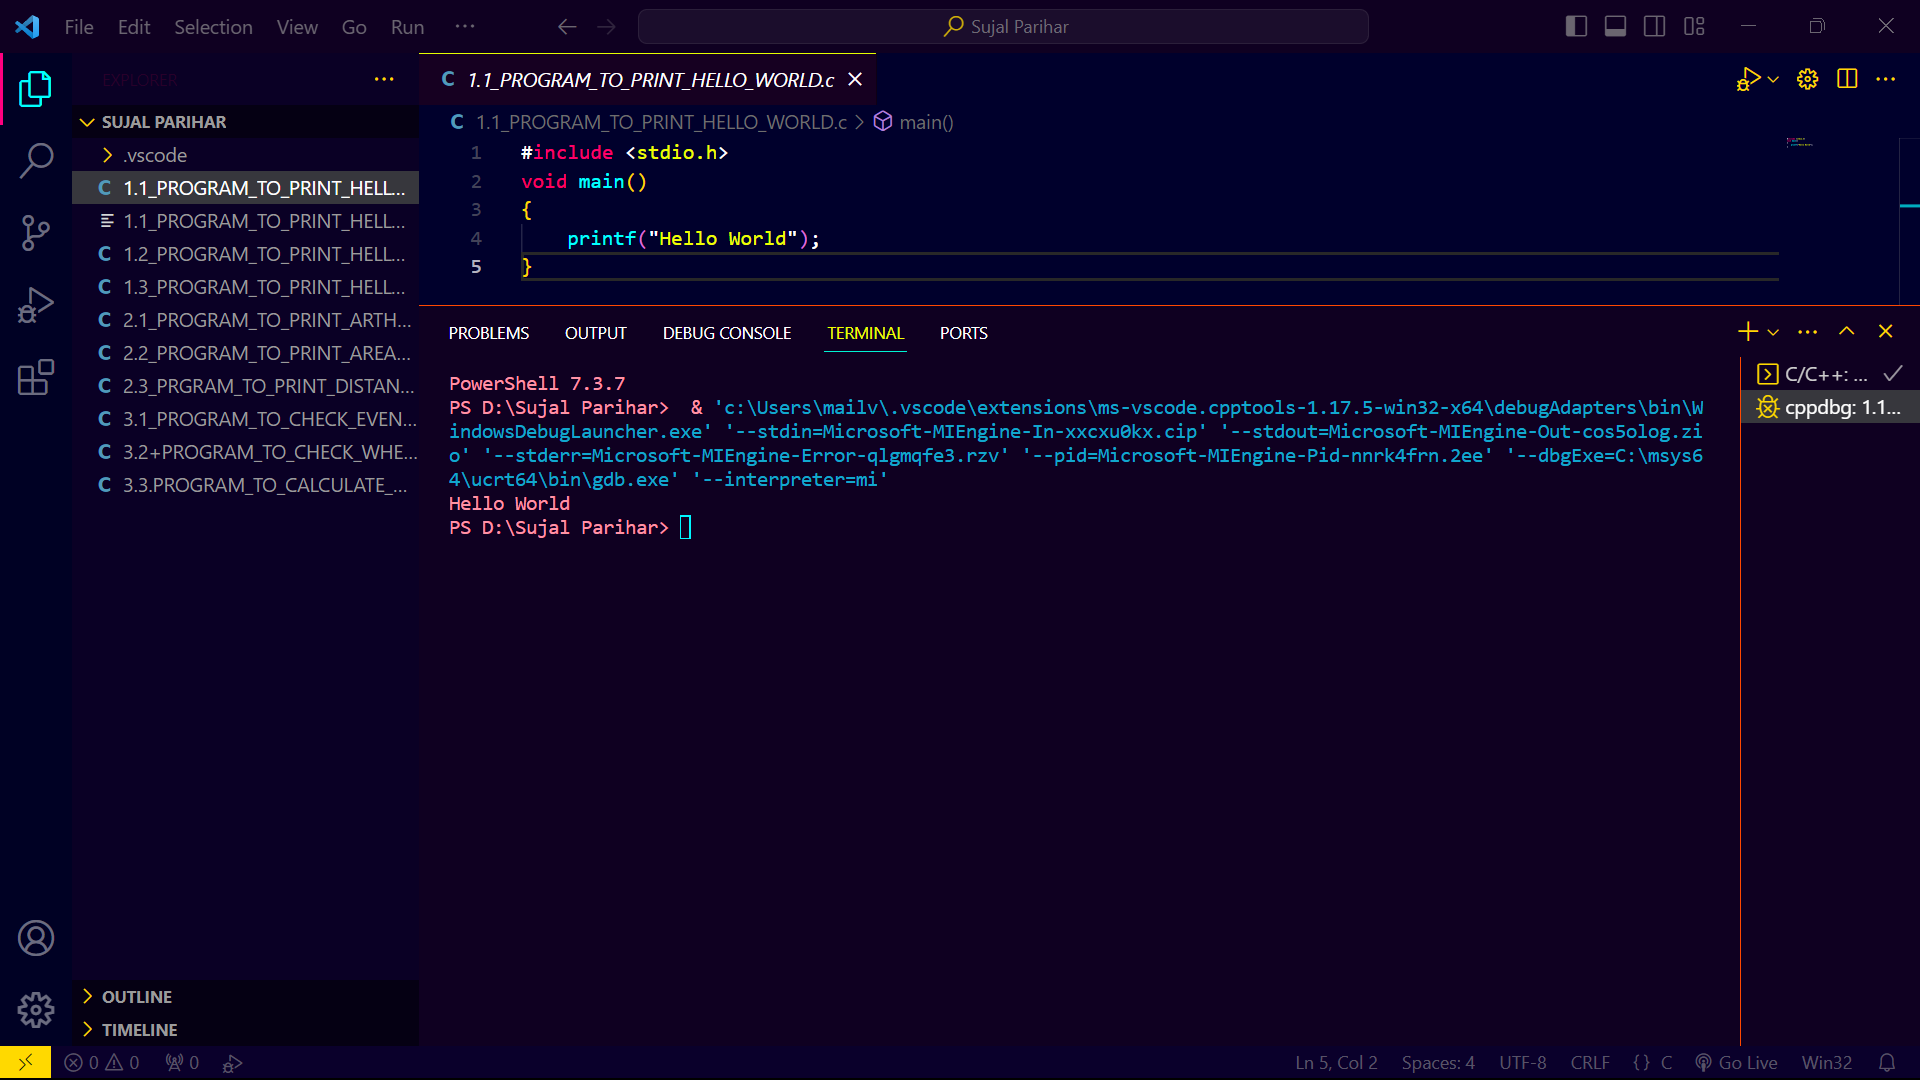 File Edit Selection View Go Run ···
Sujal Parihar
EXPLORER
SUJAL PARIHAR
.vscode
1.1_PROGRAM_TO_PRINT_HELL...
1.1_PROGRAM_TO_PRINT_HELL...
1.2_PROGRAM_TO_PRINT_HELL...
1.3_PROGRAM_TO_PRINT_HELL...
2.1_PROGRAM_TO_PRINT_ARTH...
2.2_PROGRAM_TO_PRINT_AREA...
2.3_PRGRAM_TO_PRINT_DISTAN...
3.1_PROGRAM_TO_CHECK_EVEN...
3.2+PROGRAM_TO_CHECK_WHE...
3.3.PROGRAM_TO_CALCULATE_...
OUTLINE
TIMELINE
C 1.1_PROGRAM_TO_PRINT_HELLO_WORLD.c
C 1.1_PROGRAM_TO_PRINT_HELLO_WORLD.c > main()
1 #include <stdio.h>
2 void main()
3 {
4     printf("Hello World");
5 }
PROBLEMS OUTPUT DEBUG CONSOLE TERMINAL PORTS
PowerShell 7.3.7
PS D:\Sujal Parihar>  & 'c:\Users\mailv\.vscode\extensions\ms-vscode.cpptools-1.17.5-win32-x64\debugAdapters\bin\W
indowsDebugLauncher.exe' '--stdin=Microsoft-MIEngine-In-xxcxu0kx.cip' '--stdout=Microsoft-MIEngine-Out-cos5olog.zi
o' '--stderr=Microsoft-MIEngine-Error-qlgmqfe3.rzv' '--pid=Microsoft-MIEngine-Pid-nnrk4frn.2ee' '--dbgExe=C:\msys6
4\ucrt64\bin\gdb.exe' '--interpreter=mi'
Hello World
PS D:\Sujal Parihar>
C/C++: ...
cppdbg: 1.1...
0 0 0
Ln 5, Col 2 Spaces: 4 UTF-8 CRLF {} C Go Live Win32